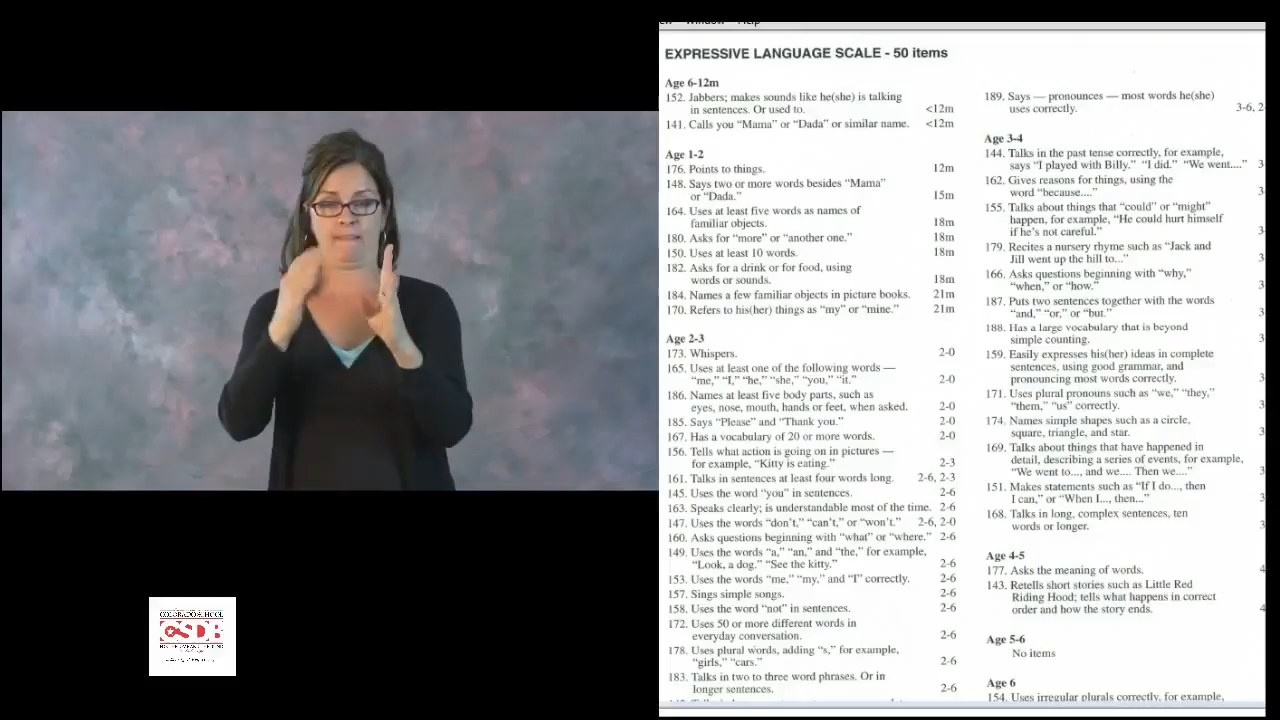 EXPRESSIVE LANGUAGE SCALE - 50 items
Age 6-12m
152. Jabbers; makes sounds like he(she) is talking
in sentences. Or used to. <12m
141. Calls you “Mama” or “Dada” or similar name. <12m
Age 1-2
176. Points to things. 12m
148. Says two or more words besides “Mama”
or “Dada.” 15m
164. Uses at least five words as names of
familiar objects. 18m
180. Asks for “more” or “another one.” 18m
150. Uses at least 10 words. 18m
182. Asks for a drink or for food, using
words or sounds. 18m
184. Names a few familiar objects in picture books. 21m
170. Refers to his(her) things as “my” or “mine.” 21m
Age 2-3
173. Whispers. 2-0
165. Uses at least one of the following words —
“me,” “I,” “he,” “she,” “you,” “it.” 2-0
186. Names at least five body parts, such as
eyes, nose, mouth, hands or feet, when asked. 2-0
185. Says “Please” and “Thank you.” 2-0
167. Has a vocabulary of 20 or more words. 2-0
156. Tells what action is going on in pictures —
for example, “Kitty is eating.” 2-3
161. Talks in sentences at least four words long. 2-6, 2-3
145. Uses the word “you” in sentences. 2-6
163. Speaks clearly; is understandable most of the time. 2-6
147. Uses the words “don’t,” “can’t,” or “won’t.” 2-6, 2-0
160. Asks questions beginning with “what” or “where.” 2-6
149. Uses the words “a,” “an,” and “the,” for example,
“Look, a dog.” “See the kitty.” 2-6
153. Uses the words “me,” “my,” and “I” correctly. 2-6
157. Sings simple songs. 2-6
158. Uses the word “not” in sentences. 2-6
172. Uses 50 or more different words in
everyday conversation. 2-6
178. Uses plural words, adding “s,” for example,
“girls,” “cars.” 2-6
183. Talks in two to three word phrases. Or in
longer sentences. 2-6
189. Says — pronounces — most words he(she)
uses correctly. 3-6, 2
Age 3-4
144. Talks in the past tense correctly, for example,
says “I played with Billy.” “I did.” “We went....” 3
162. Gives reasons for things, using the
word “because....” 3
155. Talks about things that “could” or “might”
happen, for example, “He could hurt himself
if he’s not careful.” 3
179. Recites a nursery rhyme such as “Jack and
Jill went up the hill to...” 3
166. Asks questions beginning with “why,”
“when,” or “how.” 3
187. Puts two sentences together with the words
“and,” “or,” or “but.” 3
188. Has a large vocabulary that is beyond
simple counting. 3
159. Easily expresses his(her) ideas in complete
sentences, using good grammar, and
pronouncing most words correctly. 3
171. Uses plural pronouns such as “we,” “they,”
“them,” “us” correctly. 3
174. Names simple shapes such as a circle,
square, triangle, and star. 3
169. Talks about things that have happened in
detail, describing a series of events, for example,
“We went to..., and we.... Then we....” 3
151. Makes statements such as “If I do..., then
I can,” or “When I..., then...” 3
168. Talks in long, complex sentences, ten
words or longer. 3
Age 4-5
177. Asks the meaning of words. 4
143. Retells short stories such as Little Red
Riding Hood; tells what happens in correct
order and how the story ends. 4
Age 5-6
No items
Age 6
154. Uses irregular plurals correctly, for example,
COLORADO SCHOOL